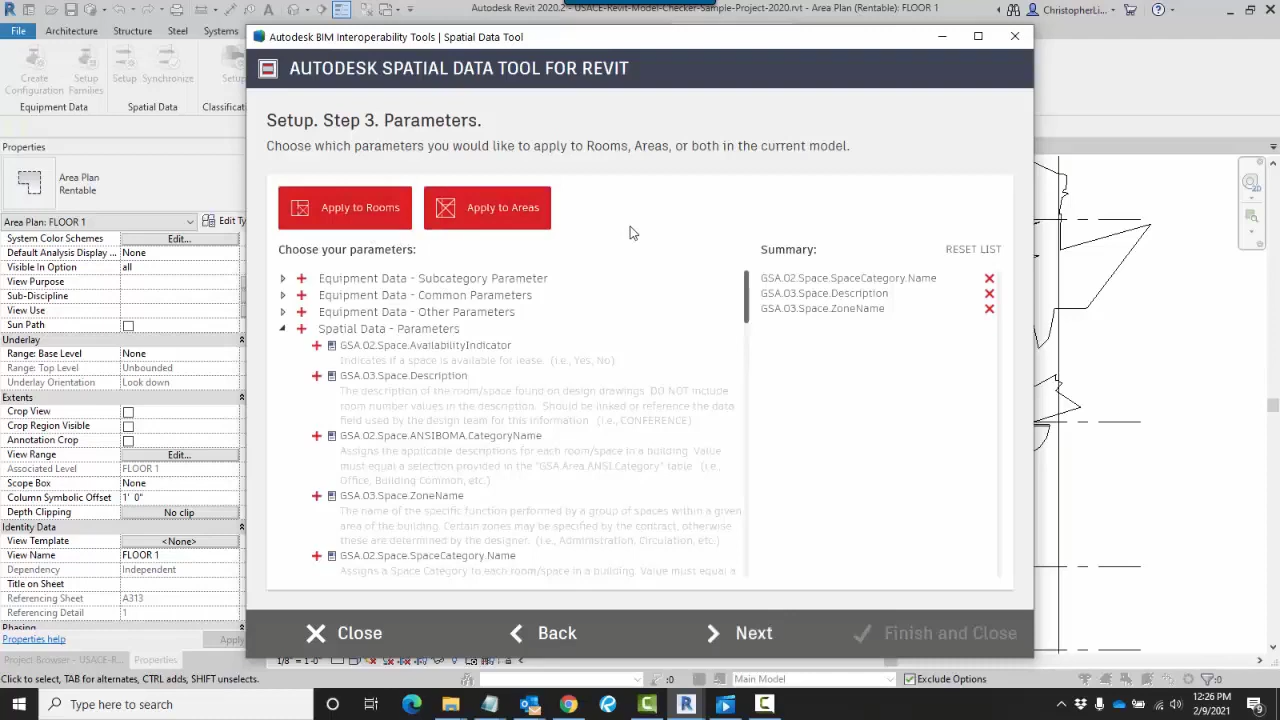 Autodesk Revit 2020.2 - USACE-Revit-Model-Checker-Sample-Project-2020.rvt - Area Plan (Rentable): FLOOR 1
ChristopherLi...
File
Architecture
Structure
Steel
Systems
Create
Configuration
Setup
Families
Setup
Synchronize
Setup
Equipment Data
Spatial Data
Classificati
Properties
Area Plan
Rentable
Area Plan: FLOOR 1
Edit Ty
System Color Schemes
Edit...
Default Analysis Display ...
None
Visible In Option
all
View Purpose
Sub-Discipline
View Use
Sun Path
Underlay
Range: Base Level
None
Range: Top Level
Unbounded
Underlay Orientation
Look down
Extents
Crop View
Crop Region Visible
Annotation Crop
View Range
Edit...
Associated Level
FLOOR 1
Scope Box
None
Column Symbolic Offset
1' 0"
Depth Clipping
No clip
Identity Data
View Template
<None>
View Name
FLOOR 1
Dependency
Independent
Title on Sheet
Referencing Sheet
A313
Referencing Detail
1
Phasing
Properties help
Apply
Project Browser - USACE-R...
Properties
Autodesk BIM Interoperability Tools | Spatial Data Tool
AUTODESK SPATIAL DATA TOOL FOR REVIT
Setup. Step 3. Parameters.
Choose which parameters you would like to apply to Rooms, Areas, or both in the current model.
Apply to Rooms
Apply to Areas
Choose your parameters:
Equipment Data - Subcategory Parameter
Equipment Data - Common Parameters
Equipment Data - Other Parameters
Spatial Data - Parameters
GSA.02.Space.AvailabilityIndicator
Indicates if a space is available for lease. (i.e., Yes, No)
GSA.03.Space.Description
The description of the room/space found on design drawings. DO NOT include
room number values in the description. Should be linked or reference the data
field used by the design team for this information (i.e., CONFERENCE)
GSA.02.Space.ANSIBOMA.CategoryName
Assigns the applicable descriptions for each room/space in a building. Value
must equal a selection provided in the "GSA.Area.ANSI.Category" table (i.e.,
Office, Building Common, etc.)
GSA.03.Space.ZoneName
The name of the specific function performed by a group of spaces within a given
area of the building. Certain zones may be specified by the contract, otherwise
these are determined by the designer. (i.e., Administration, Circulation, etc.)
GSA.02.Space.SpaceCategory.Name
Assigns a Space Category to each room/space in a building. Value must equal a
Summary:
RESET LIST
GSA.02.Space.SpaceCategory.Name
GSA.03.Space.Description
GSA.03.Space.ZoneName
Close
Back
Next
Finish and Close
1/8" = 1'-0"
Click to select, TAB for alternates, CTRL adds, SHIFT unselects.
:0
Main Model
Exclude Options
:0
Type here to search
12:26 PM
2/9/2021